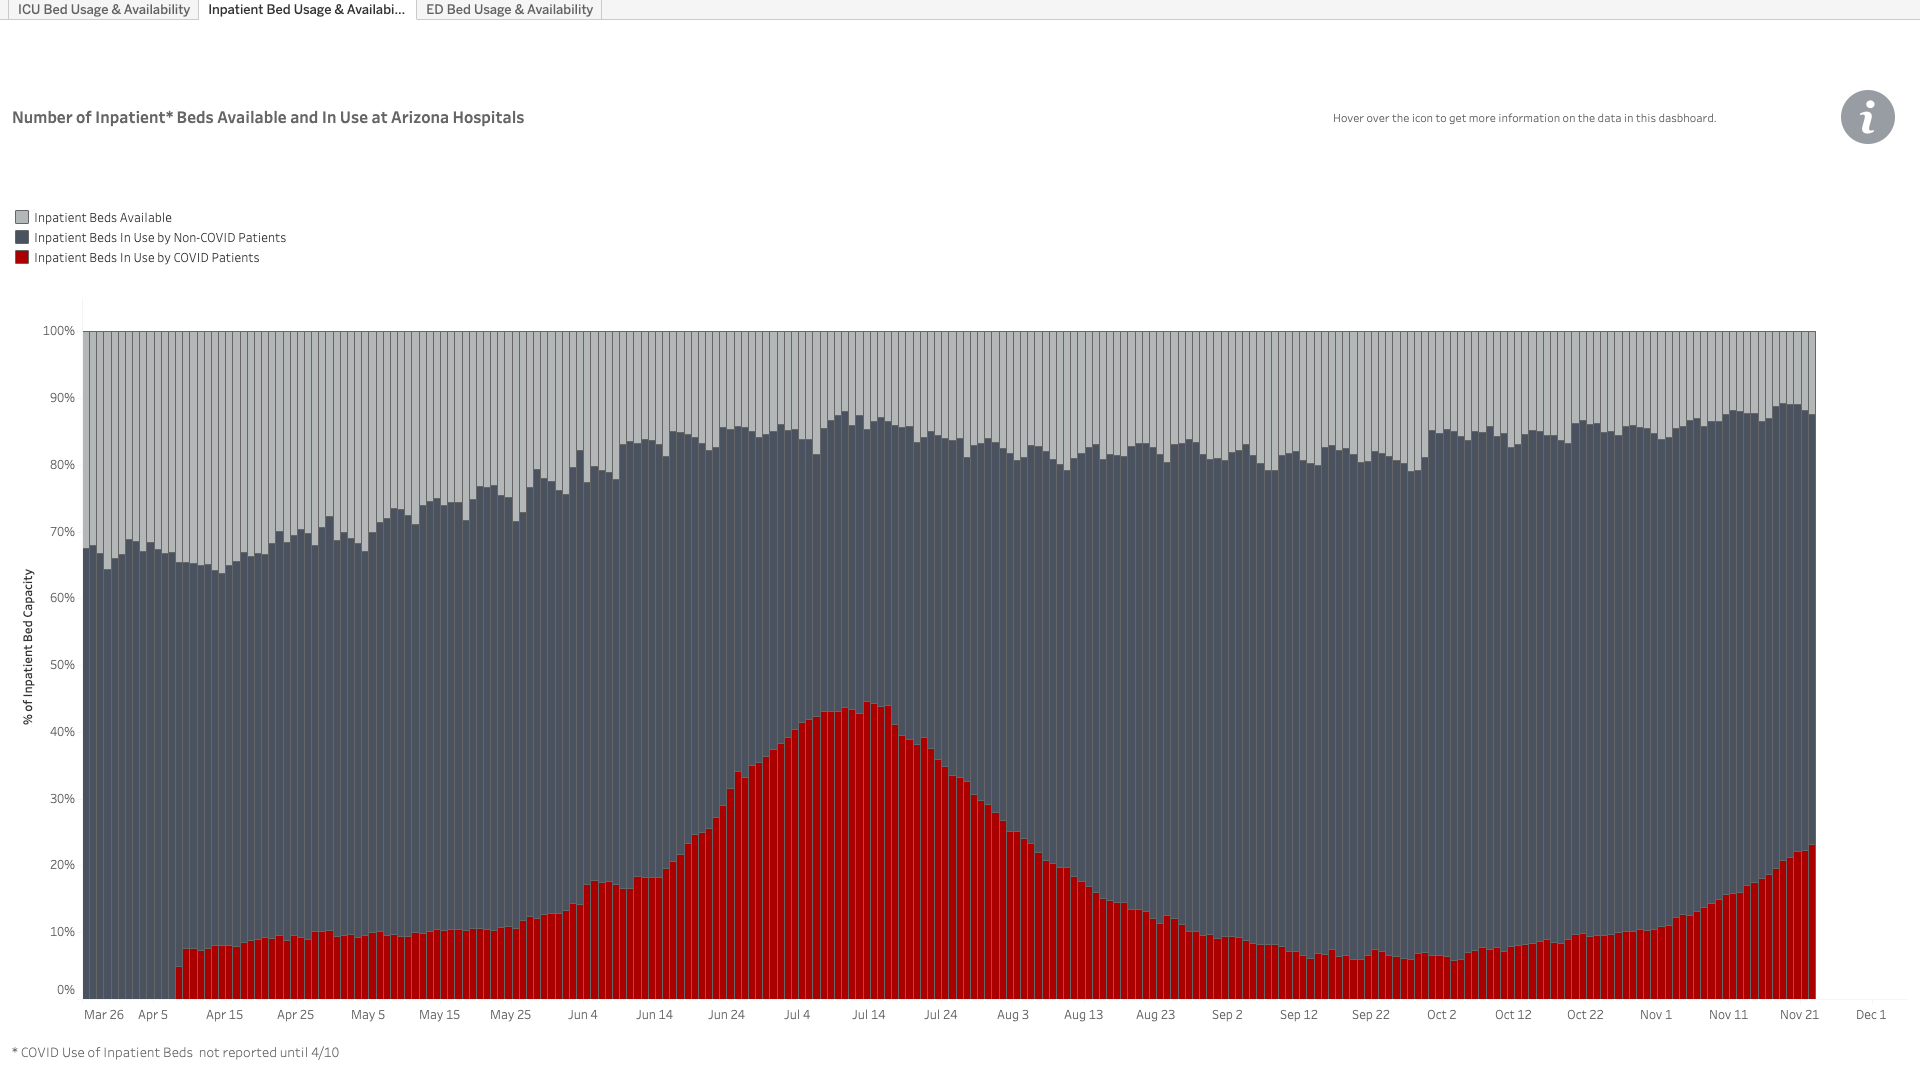 ICU Bed Usage & Availability
Inpatient Bed Usage & Availabi...
ED Bed Usage & Availability
Number of Inpatient* Beds Available and In Use at Arizona Hospitals
Hover over the icon to get more information on the data in this dasbhoard.
i
Inpatient Beds Available
Inpatient Beds In Use by Non-COVID Patients
Inpatient Beds In Use by COVID Patients
% of Inpatient Bed Capacity
100%
90%
80%
70%
60%
50%
40%
30%
20%
10%
0%
Mar 26 Apr 5 Apr 15 Apr 25 May 5 May 15 May 25 Jun 4 Jun 14 Jun 24 Jul 4 Jul 14 Jul 24 Aug 3 Aug 13 Aug 23 Sep 2 Sep 12 Sep 22 Oct 2 Oct 12 Oct 22 Nov 1 Nov 11 Nov 21 Dec 1
* COVID Use of Inpatient Beds not reported until 4/10